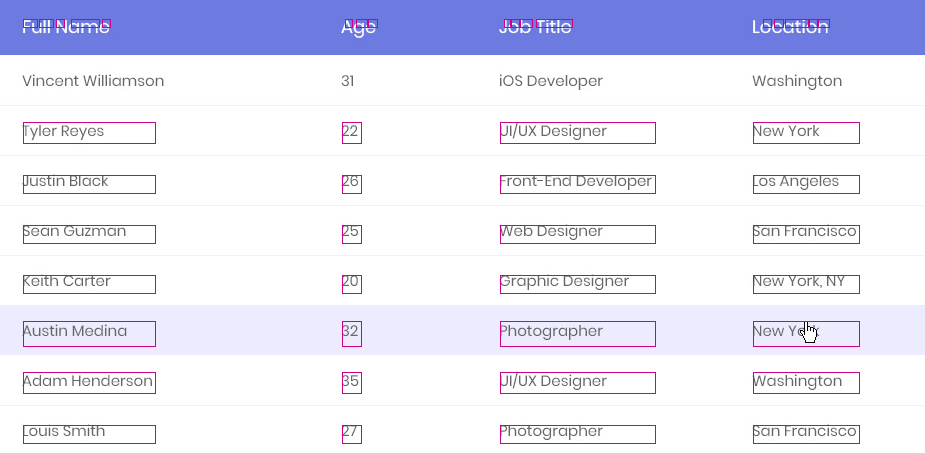 Full Name Age Job Title Location
Vincent Williamson 31 iOS Developer Washington
Tyler Reyes 22 UI/UX Designer New York
Justin Black 26 Front-End Developer Los Angeles
Sean Guzman 25 Web Designer San Francisco
Keith Carter 20 Graphic Designer New York, NY
Austin Medina 32 Photographer New York
Adam Henderson 35 UI/UX Designer Washington
Louis Smith 27 Photographer San Francisco